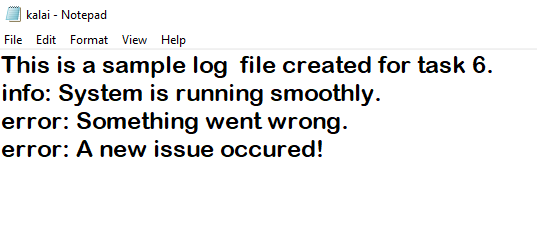 kalai - Notepad
File Edit Format View Help
This is a sample log  file created for task 6.
info: System is running smoothly.
error: Something went wrong.
error: A new issue occured!